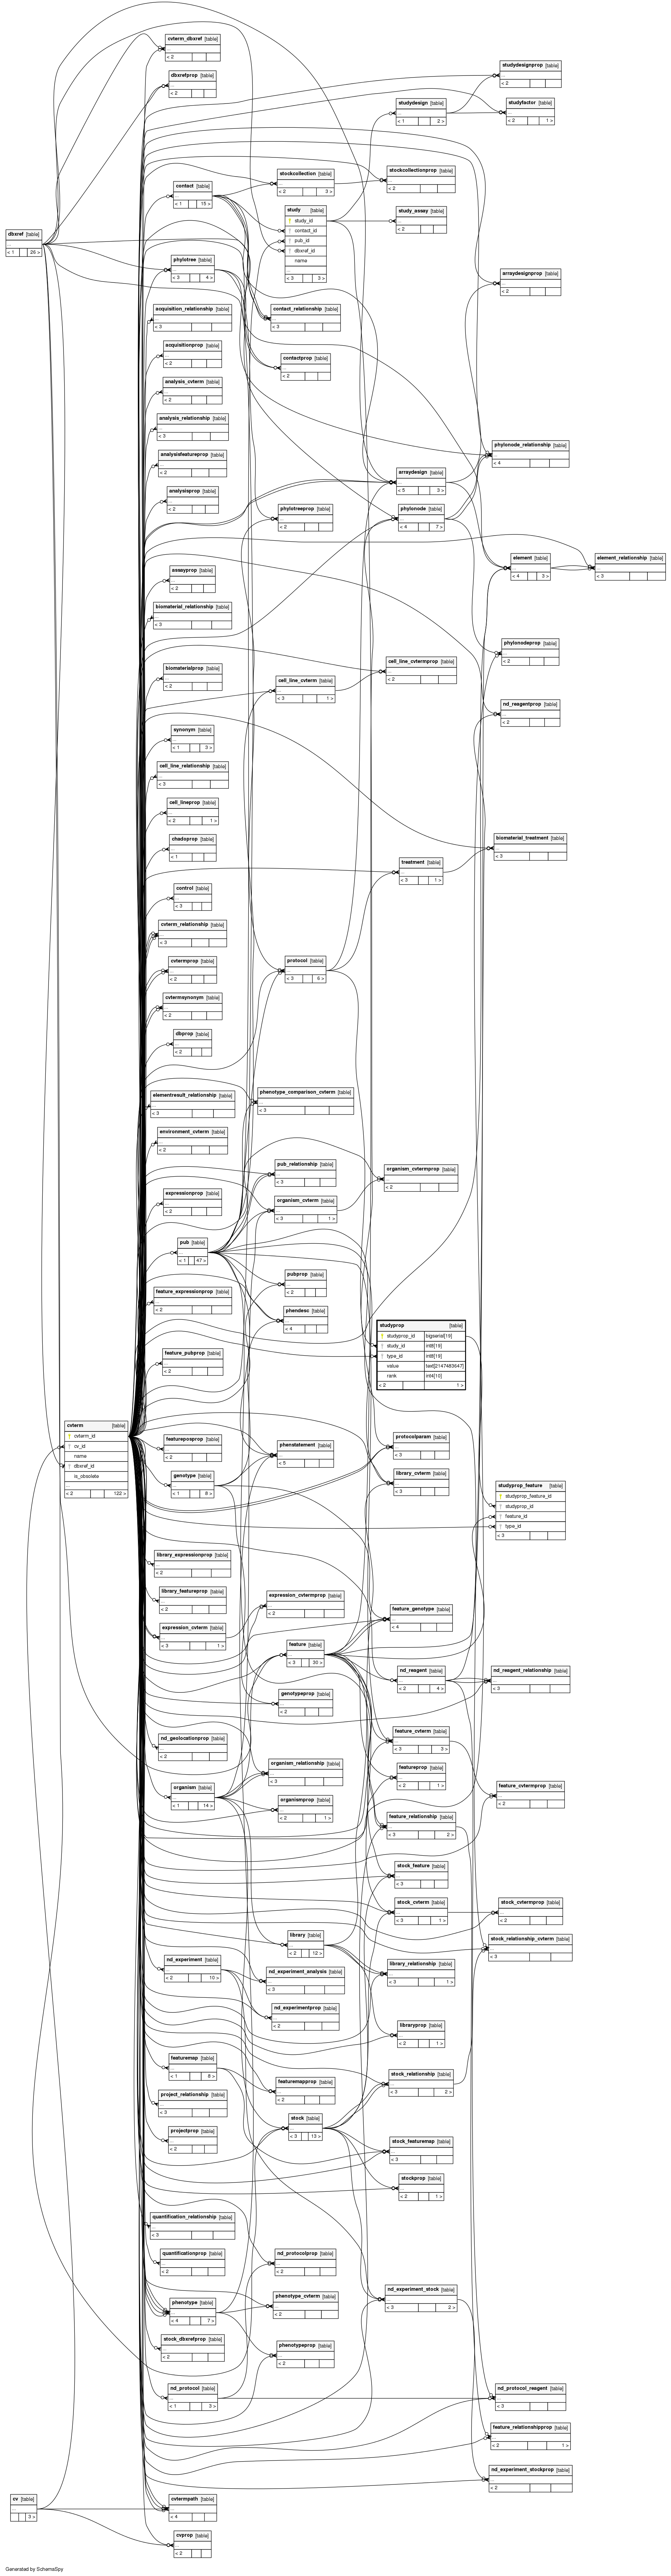 cvterm_dbxref [table]
...
< 2
dbxrefprop [table]
...
< 2
studydesignprop [table]
...
< 2
studydesign [table]
...
< 1 2 >
studyfactor [table]
...
< 2 1 >
stockcollection [table]
...
< 2 3 >
stockcollectionprop [table]
...
< 2
contact [table]
...
< 1 15 >
study [table]
study_id
contact_id
pub_id
dbxref_id
name
...
< 3 3 >
study_assay [table]
...
< 2
dbxref [table]
...
< 1 26 >
phylotree [table]
...
< 3 4 >
arraydesignprop [table]
...
< 2
acquisition_relationship [table]
...
< 3
contact_relationship [table]
...
< 3
acquisitionprop [table]
...
< 2
contactprop [table]
...
< 2
analysis_cvterm [table]
...
< 2
analysis_relationship [table]
...
< 3
phylonode_relationship [table]
...
< 4
analysisfeatureprop [table]
...
< 2
arraydesign [table]
...
< 5 3 >
analysisprop [table]
...
< 2
phylotreeprop [table]
...
< 2
phylonode [table]
...
< 4 7 >
element [table]
...
< 4 3 >
element_relationship [table]
...
< 3
assayprop [table]
...
< 2
biomaterial_relationship [table]
...
< 3
phylonodeprop [table]
...
< 2
biomaterialprop [table]
...
< 2
cell_line_cvterm [table]
...
< 3 1 >
cell_line_cvtermprop [table]
...
< 2
nd_reagentprop [table]
...
< 2
synonym [table]
...
< 1 3 >
cell_line_relationship [table]
...
< 3
cell_lineprop [table]
...
< 2 1 >
chadoprop [table]
...
< 1
biomaterial_treatment [table]
...
< 3
treatment [table]
...
< 3 1 >
control [table]
...
< 3
cvterm_relationship [table]
...
< 3
cvtermprop [table]
...
< 2
protocol [table]
...
< 3 6 >
cvtermsynonym [table]
...
< 2
dbprop [table]
...
< 2
elementresult_relationship [table]
...
< 3
phenotype_comparison_cvterm [table]
...
< 3
environment_cvterm [table]
...
< 2
pub_relationship [table]
...
< 3
organism_cvtermprop [table]
...
< 2
expressionprop [table]
...
< 2
organism_cvterm [table]
...
< 3 1 >
pub [table]
...
< 1 47 >
pubprop [table]
...
< 2
feature_expressionprop [table]
...
< 2
phendesc [table]
...
< 4
studyprop [table]
studyprop_id bigserial[19]
study_id int8[19]
type_id int8[19]
value text[2147483647]
rank int4[10]
< 2 1 >
feature_pubprop [table]
...
< 2
cvterm [table]
cvterm_id
cv_id
name
dbxref_id
is_obsolete
...
< 2 122 >
featureposprop [table]
...
< 2
phenstatement [table]
...
< 5
protocolparam [table]
...
< 3
genotype [table]
...
< 1 8 >
library_cvterm [table]
...
< 3
studyprop_feature [table]
studyprop_feature_id
studyprop_id
feature_id
type_id
< 3
library_expressionprop [table]
...
< 2
library_featureprop [table]
...
< 2
expression_cvtermprop [table]
...
< 2
expression_cvterm [table]
...
< 3 1 >
feature_genotype [table]
...
< 4
feature [table]
...
< 3 30 >
nd_reagent [table]
...
< 2 4 >
nd_reagent_relationship [table]
...
< 3
genotypeprop [table]
...
< 2
nd_geolocationprop [table]
...
< 2
feature_cvterm [table]
...
< 3 3 >
organism_relationship [table]
...
< 3
featureprop [table]
...
< 2 1 >
organism [table]
...
< 1 14 >
organismprop [table]
...
< 2 1 >
feature_cvtermprop [table]
...
< 2
feature_relationship [table]
...
< 3 2 >
stock_feature [table]
...
< 3
stock_cvterm [table]
...
< 3 1 >
stock_cvtermprop [table]
...
< 2
library [table]
...
< 2 12 >
stock_relationship_cvterm [table]
...
< 3
nd_experiment [table]
...
< 2 10 >
nd_experiment_analysis [table]
...
< 3
library_relationship [table]
...
< 3 1 >
nd_experimentprop [table]
...
< 2
libraryprop [table]
...
< 2 1 >
featuremap [table]
...
< 1 8 >
featuremapprop [table]
...
< 2
stock_relationship [table]
...
< 3 2 >
project_relationship [table]
...
< 3
stock [table]
...
< 3 13 >
projectprop [table]
...
< 2
stock_featuremap [table]
...
< 3
stockprop [table]
...
< 2 1 >
quantification_relationship [table]
...
< 3
quantificationprop [table]
...
< 2
nd_protocolprop [table]
...
< 2
phenotype [table]
...
< 4 7 >
phenotype_cvterm [table]
...
< 2
nd_experiment_stock [table]
...
< 3 2 >
stock_dbxrefprop [table]
...
< 2
phenotypeprop [table]
...
< 2
nd_protocol [table]
...
< 1 3 >
nd_protocol_reagent [table]
...
< 3
feature_relationshipprop [table]
...
< 2 1 >
nd_experiment_stockprop [table]
...
< 2
cv [table]
...
3 >
cvtermpath [table]
...
< 4
cvprop [table]
...
< 2
Generated by SchemaSpy